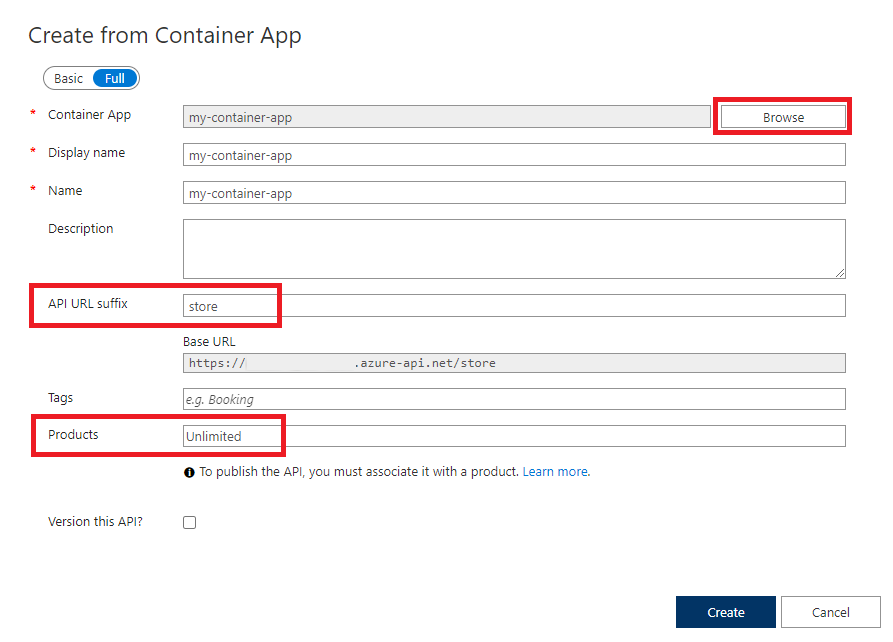 Create from Container App
Basic Full
* Container App my-container-app Browse
* Display name my-container-app
* Name my-container-app
Description
API URL suffix store
Base URL
https:// .azure-api.net/store
Tags e.g. Booking
Products Unlimited
To publish the API, you must associate it with a product. Learn more.
Version this API?
Create Cancel